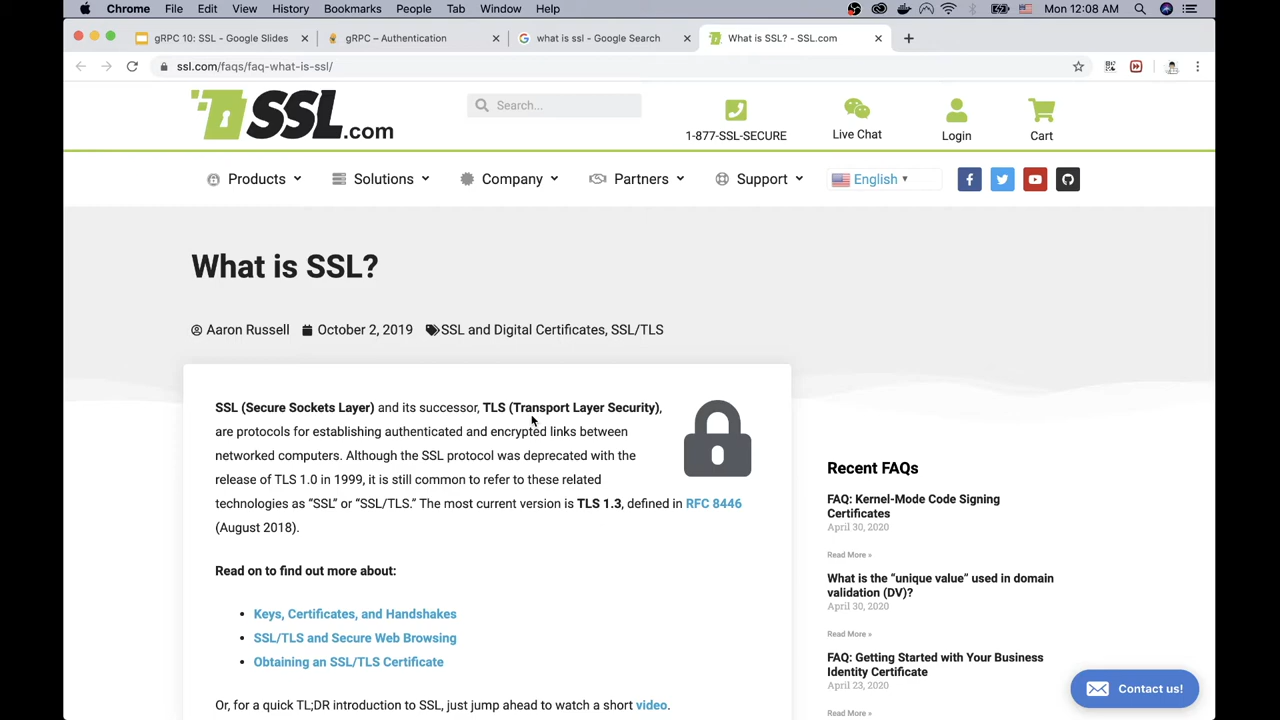 Chrome File Edit View History Bookmarks People Tab Window Help Mon 12:08 AM
gRPC 10: SSL - Google Slides
gRPC – Authentication
what is ssl - Google Search
What is SSL? - SSL.com
ssl.com/faqs/faq-what-is-ssl/
SSL.com
Search...
1-877-SSL-SECURE
Live Chat
Login
Cart
Products
Solutions
Company
Partners
Support
English
What is SSL?
Aaron Russell October 2, 2019 SSL and Digital Certificates, SSL/TLS
SSL (Secure Sockets Layer) and its successor, TLS (Transport Layer Security),
are protocols for establishing authenticated and encrypted links between
networked computers. Although the SSL protocol was deprecated with the
release of TLS 1.0 in 1999, it is still common to refer to these related
technologies as “SSL” or “SSL/TLS.” The most current version is TLS 1.3, defined in RFC 8446
(August 2018).
Read on to find out more about:
• Keys, Certificates, and Handshakes
• SSL/TLS and Secure Web Browsing
• Obtaining an SSL/TLS Certificate
Or, for a quick TL;DR introduction to SSL, just jump ahead to watch a short video.
Recent FAQs
FAQ: Kernel-Mode Code Signing
Certificates
April 30, 2020
Read More »
What is the “unique value” used in domain
validation (DV)?
April 30, 2020
Read More »
FAQ: Getting Started with Your Business
Identity Certificate
April 23, 2020
Read More »
Contact us!